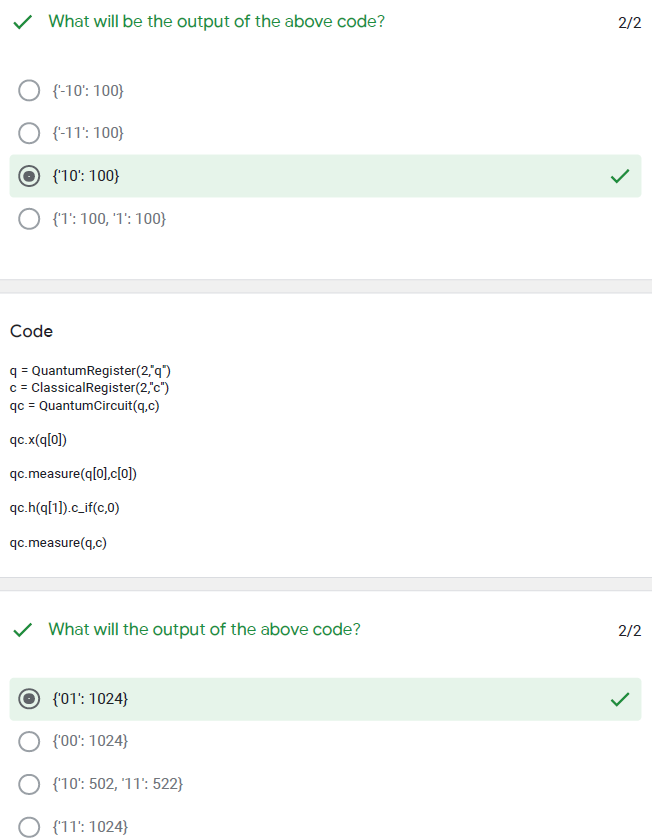 What will be the output of the above code?
2/2
{'-10': 100}
{'-11': 100}
{'10': 100}
{'1': 100, '1': 100}
Code
q = QuantumRegister(2,"q")
c = ClassicalRegister(2,"c")
qc = QuantumCircuit(q,c)
qc.x(q[0])
qc.measure(q[0],c[0])
qc.h(q[1]).c_if(c,0)
qc.measure(q,c)
What will the output of the above code?
2/2
{'01': 1024}
{'00': 1024}
{'10': 502, '11': 522}
{'11': 1024}